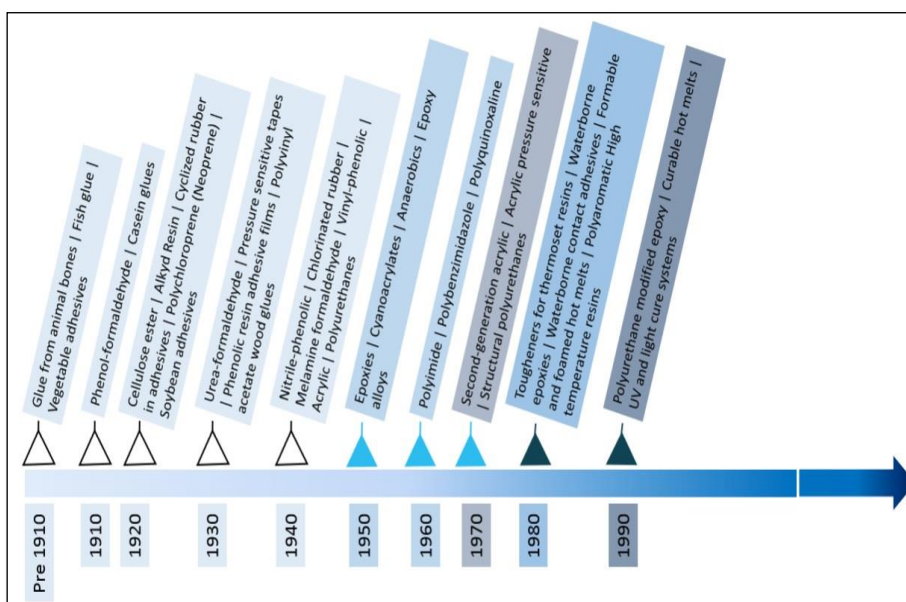 Glue from animal bones | Fish glue |
Vegetable adhesives
Phenol-formaldehyde | Casein glues
Cellulose ester | Alkyd Resin | Cyclized rubber
in adhesives | Polychloroprene (Neoprene) |
Soybean adhesives
Urea-formaldehyde | Pressure sensitive tapes
| Phenolic resin adhesive films | Polyvinyl
acetate wood glues
Nitrile-phenolic | Chlorinated rubber |
Melamine formaldehyde | Vinyl-phenolic |
Acrylic | Polyurethanes
Epoxies | Cyanoacrylates | Anaerobics | Epoxy
alloys
Polyimide | Polybenzimidazole | Polyquinoxaline
Second-generation acrylic | Acrylic pressure sensitive
| Structural polyurethanes
Tougheners for thermoset resins | Waterborne
epoxies | Waterborne contact adhesives | Formable
and foamed hot melts | Polyaromatic High
temperature resins
Polyurethane modified epoxy | Curable hot melts |
UV and light cure systems
Pre 1910
1910
1920
1930
1940
1950
1960
1970
1980
1990